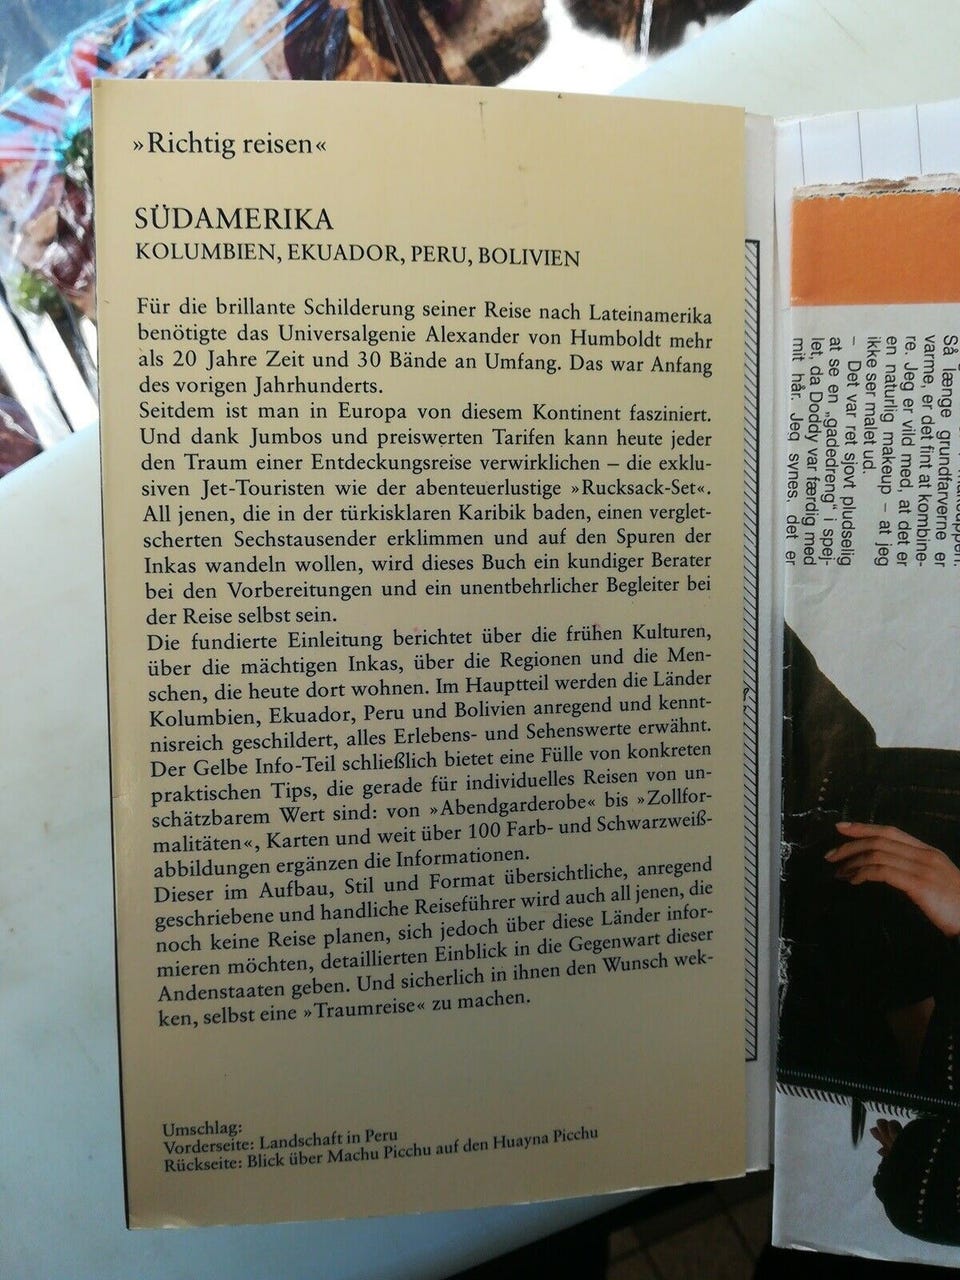 »Richtig reisen«
SÜDAMERIKA
KOLUMBIEN, EKUADOR, PERU, BOLIVIEN
Für die brillante Schilderung seiner Reise nach Lateinamerika
benötigte das Universalgenie Alexander von Humboldt mehr
als 20 Jahre Zeit und 30 Bände an Umfang. Das war Anfang
des vorigen Jahrhunderts.
Seitdem ist man in Europa von diesem Kontinent fasziniert.
Und dank Jumbos und preiswerten Tarifen kann heute jeder
den Traum einer Entdeckungsreise verwirklichen – die exklu-
siven Jet-Touristen wie der abenteuerlustige »Rucksack-Set«.
All jenen, die in der türkisklaren Karibik baden, einen verglet-
scherten Sechstausender erklimmen und auf den Spuren der
Inkas wandeln wollen, wird dieses Buch ein kundiger Berater
bei den Vorbereitungen und ein unentbehrlicher Begleiter bei
der Reise selbst sein.
Die fundierte Einleitung berichtet über die frühen Kulturen,
über die mächtigen Inkas, über die Regionen und die Men-
schen, die heute dort wohnen. Im Hauptteil werden die Länder
Kolumbien, Ekuador, Peru und Bolivien anregend und kennt-
nisreich geschildert, alles Erlebens- und Sehenswerte erwähnt.
Der Gelbe Info-Teil schließlich bietet eine Fülle von konkreten
praktischen Tips, die gerade für individuelles Reisen von un-
schätzbarem Wert sind: von »Abendgarderobe« bis »Zollfor-
malitäten«, Karten und weit über 100 Farb- und Schwarzweiß-
abbildungen ergänzen die Informationen.
Dieser im Aufbau, Stil und Format übersichtliche, anregend
geschriebene und handliche Reiseführer wird auch all jenen, die
noch keine Reise planen, sich jedoch über diese Länder infor-
mieren möchten, detaillierten Einblick in die Gegenwart dieser
Andenstaaten geben. Und sicherlich in ihnen den Wunsch wek-
ken, selbst eine »Traumreise« zu machen.
Umschlag:
Vorderseite: Landschaft in Peru
Rückseite: Blick über Machu Picchu auf den Huayna Picchu
Så længe grundfarverne er
varme, er det fint at kombine-
re. Jeg er vild med, at det er
en naturlig makeup – at jeg
ikke ser malet ud.
– Det var ret sjovt pludselig
at se en „gadedreng“ i spej-
let, da Doddy var færdig med
mit hår. Jeg synes, det er